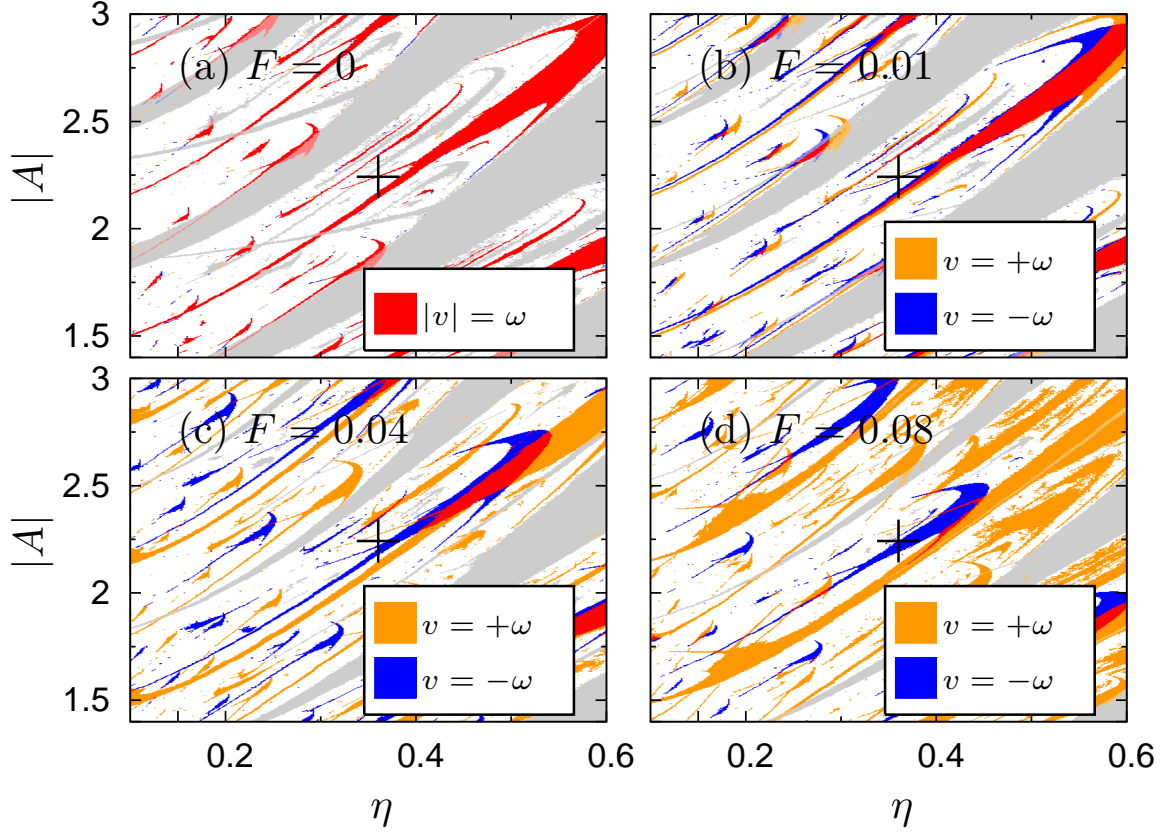 (a) F = 0
(b) F = 0.01
3
2.5
2
1.5
|A|
|v| = ω
v = +ω
v = −ω
(c) F = 0.04
(d) F = 0.08
3
2.5
2
1.5
|A|
v = +ω
v = −ω
v = +ω
v = −ω
0.2 0.4 0.6
0.2 0.4 0.6
η
η